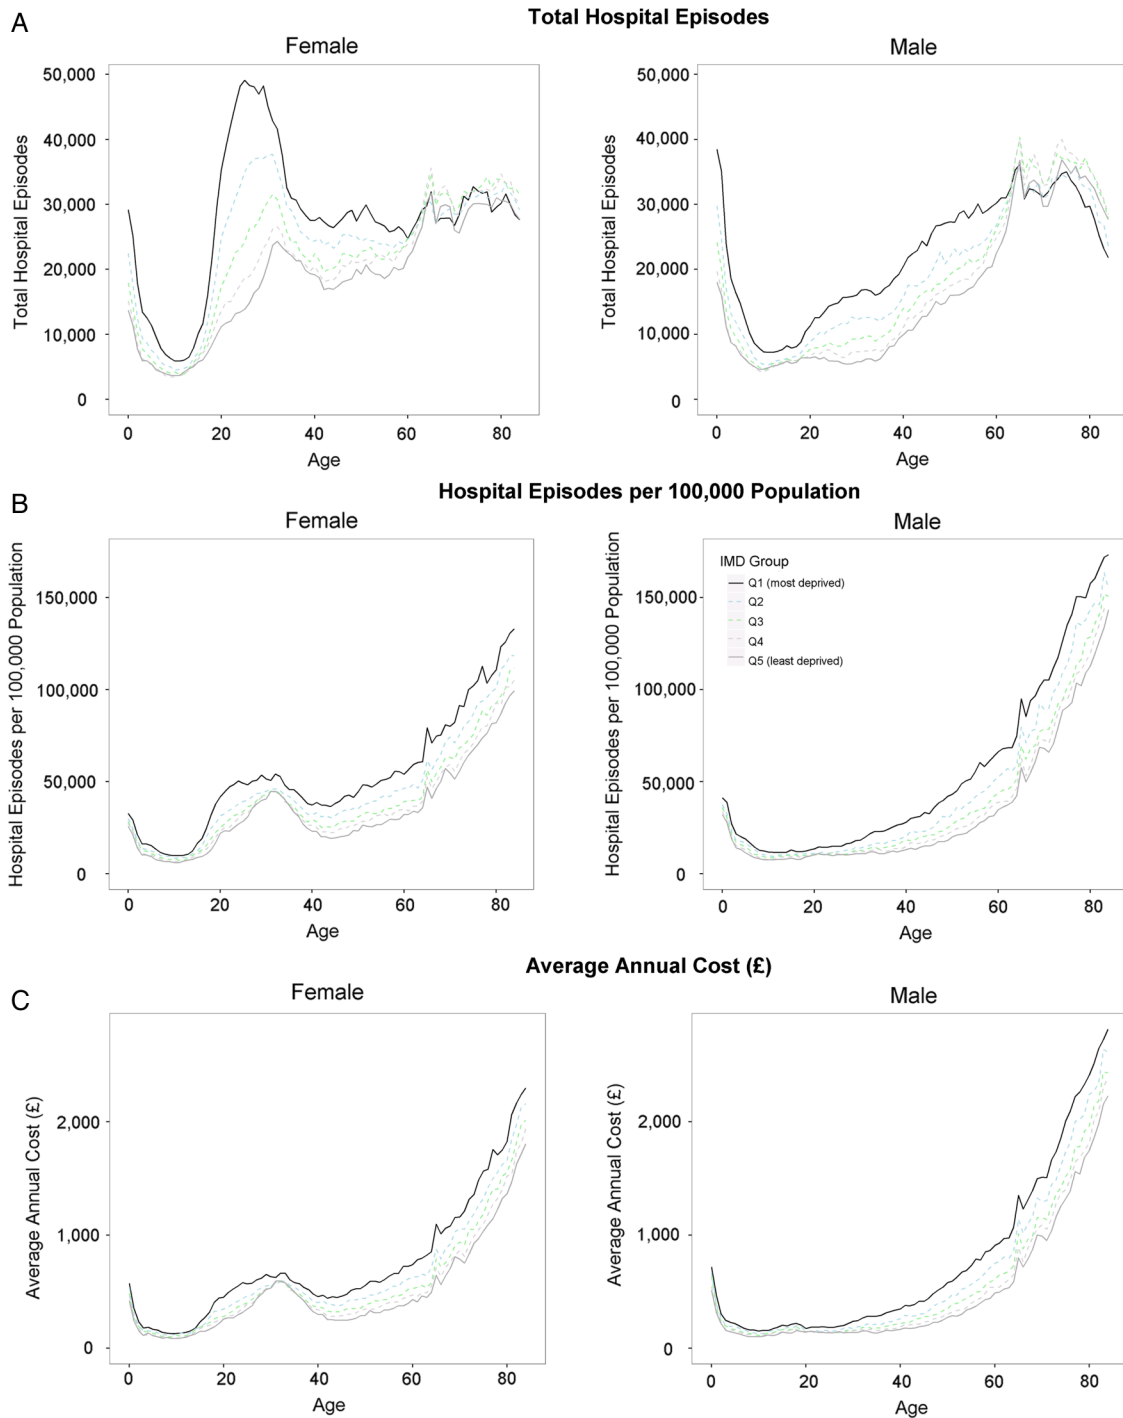 A
Total Hospital Episodes
Female
Male
Total Hospital Episodes
50,000
40,000
30,000
20,000
10,000
0
0 20 40 60 80
Age
Total Hospital Episodes
50,000
40,000
30,000
20,000
10,000
0
0 20 40 60 80
Age
B
Hospital Episodes per 100,000 Population
Female
Male
Hospital Episodes per 100,000 Population
150,000
100,000
50,000
0
0 20 40 60 80
Age
Hospital Episodes per 100,000 Population
150,000
100,000
50,000
0
IMD Group
Q1 (most deprived)
Q2
Q3
Q4
Q5 (least deprived)
0 20 40 60 80
Age
C
Average Annual Cost (£)
Female
Male
Average Annual Cost (£)
2,000
1,000
0
0 20 40 60 80
Age
Average Annual Cost (£)
2,000
1,000
0
0 20 40 60 80
Age